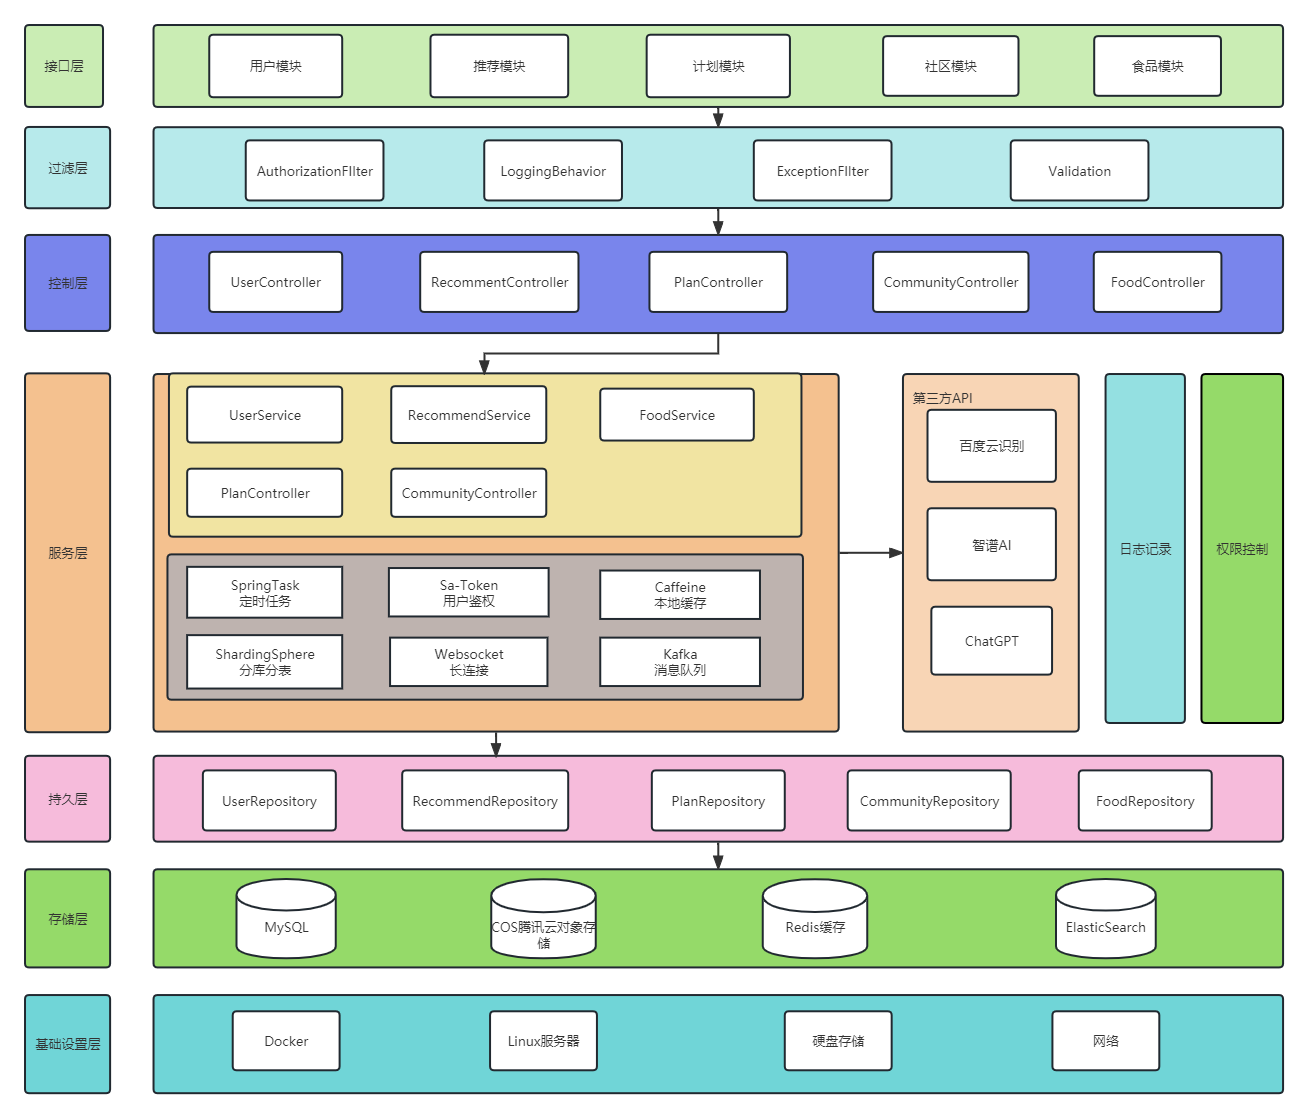 接口层
用户模块
推荐模块
计划模块
社区模块
食品模块
过滤层
AuthorizationFIlter
LoggingBehavior
ExceptionFIlter
Validation
控制层
UserController
RecommentController
PlanController
CommunityController
FoodController
服务层
UserService
RecommendService
FoodService
PlanController
CommunityController
SpringTask
定时任务
Sa-Token
用户鉴权
Caffeine
本地缓存
ShardingSphere
分库分表
Websocket
长连接
Kafka
消息队列
第三方API
百度云识别
智谱AI
ChatGPT
日志记录
权限控制
持久层
UserRepository
RecommendRepository
PlanRepository
CommunityRepository
FoodRepository
存储层
MySQL
COS腾讯云对象存
储
Redis缓存
ElasticSearch
基础设置层
Docker
Linux服务器
硬盘存储
网络